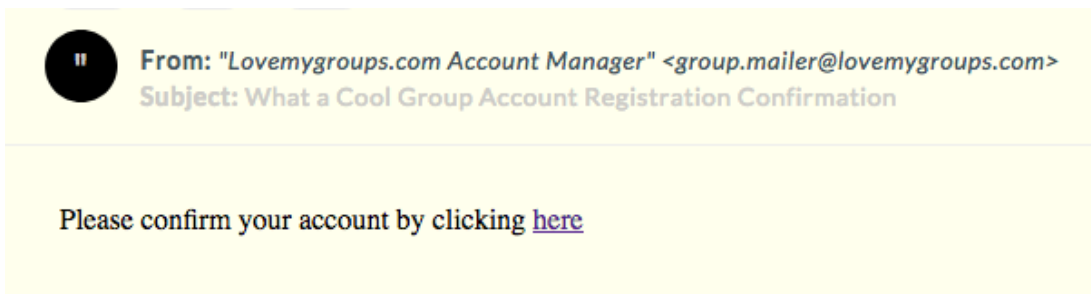 "
From: "Lovemygroups.com Account Manager" <group.mailer@lovemygroups.com>
Subject: What a Cool Group Account Registration Confirmation
Please confirm your account by clicking here